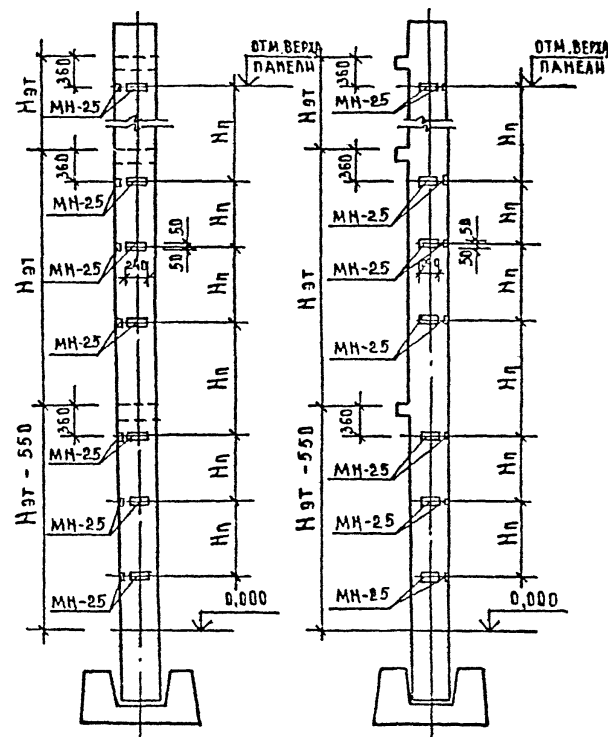 ОТМ. ВЕРХА
ПАНЕЛИ
360
МН-25
Нэт
Нп
360
МН-25
Нп
50
50
МН-25
240
Нэт
Нп
МН-25
Нп
360
МН-25
Нэт - 550
Нп
МН-25
Нп
МН-25
0,000
ОТМ. ВЕРХА
ПАНЕЛИ
360
МН-25
Нэт
Нп
360
МН-25
Нп
50
50
МН-25
Нэт
Нп
МН-25
Нп
360
МН-25
Нэт - 550
Нп
МН-25
Нп
МН-25
0,000